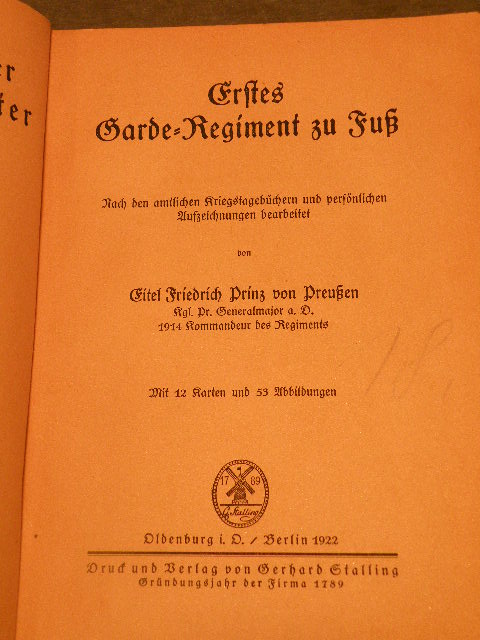 Erstes
Garde-Regiment zu Fuß
Nach den amtlichen Kriegstagebüchern und persönlichen
Aufzeichnungen bearbeitet
von
Eitel Friedrich Prinz von Preußen
Kgl. Pr. Generalmajor a. D.
1914 Kommandeur des Regiments
Mit 12 Karten und 53 Abbildungen
17 89
G. Stalling
Oldenburg i. O. / Berlin 1922
Druck und Verlag von Gerhard Stalling
Gründungsjahr der Firma 1789